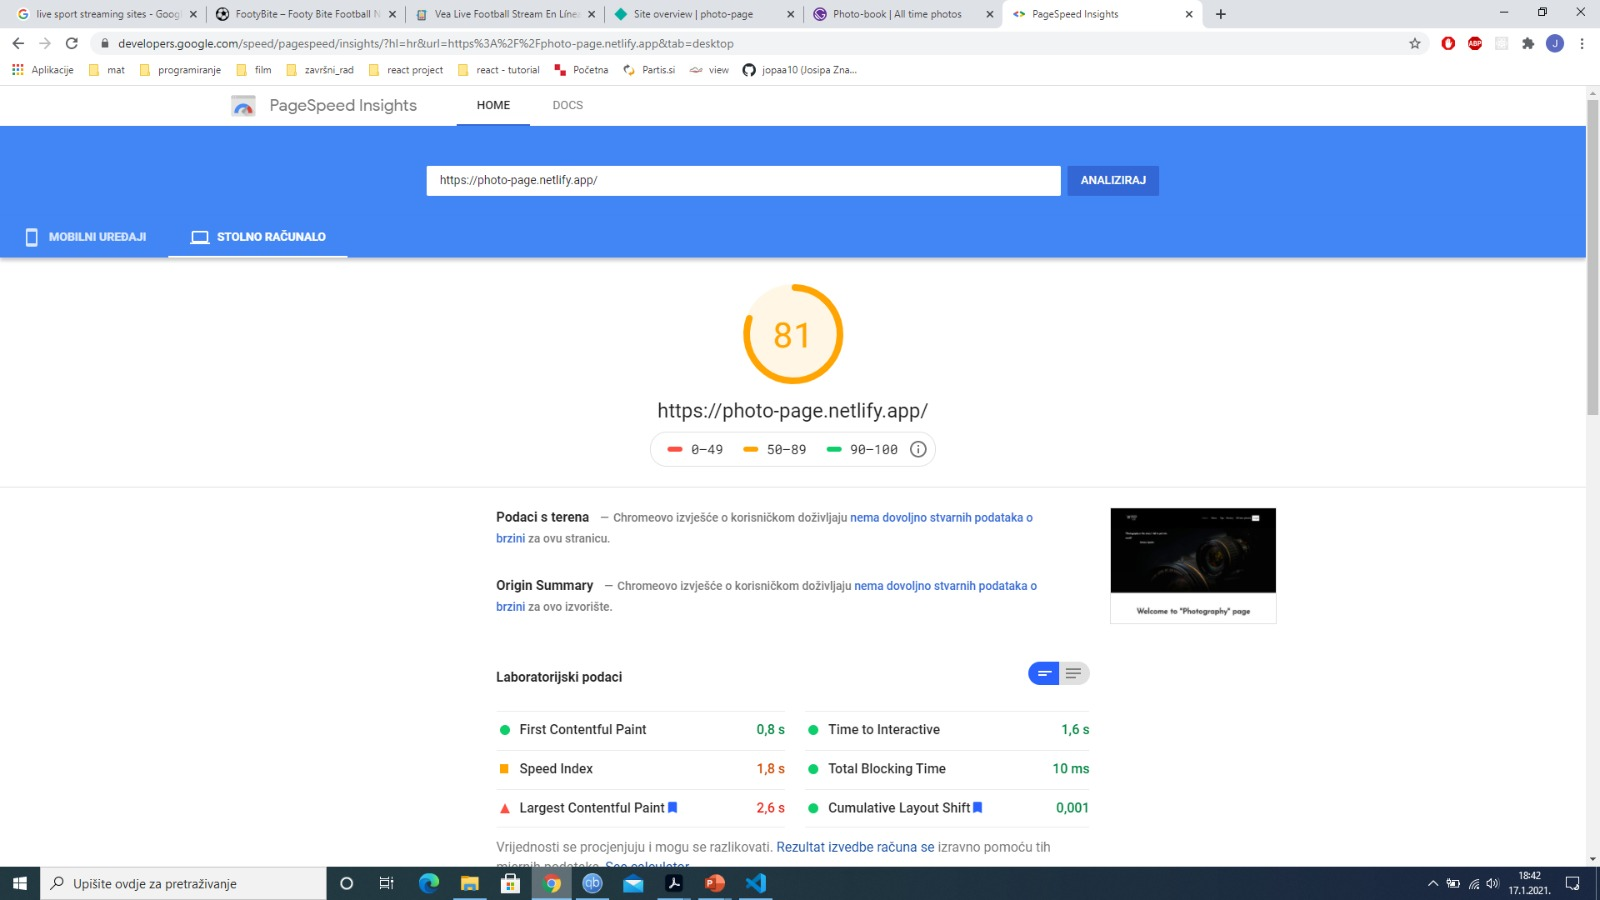 live sport streaming sites - Goog
FootyBite – Footy Bite Football N
Vea Live Football Stream En Líne
Site overview | photo-page
Photo-book | All time photos
PageSpeed Insights
developers.google.com/speed/pagespeed/insights/?hl=hr&url=https%3A%2F%2Fphoto-page.netlify.app&tab=desktop
ABP
J
Aplikacije
mat
programiranje
film
završni_rad
react project
react - tutorial
Početna
Partis.si
view
jopaa10 (Josipa Zna...
PageSpeed Insights
HOME
DOCS
https://photo-page.netlify.app/
ANALIZIRAJ
MOBILNI UREĐAJI
STOLNO RAČUNALO
81
https://photo-page.netlify.app/
0–49
50–89
90–100
Podaci s terena — Chromeovo izvješće o korisničkom doživljaju nema dovoljno stvarnih podataka o
brzini za ovu stranicu.
Origin Summary — Chromeovo izvješće o korisničkom doživljaju nema dovoljno stvarnih podataka o
brzini za ovo izvorište.
Welcome to "Photography" page
Laboratorijski podaci
First Contentful Paint 0,8 s
Time to Interactive 1,6 s
Speed Index 1,8 s
Total Blocking Time 10 ms
Largest Contentful Paint 2,6 s
Cumulative Layout Shift 0,001
Vrijednosti se procjenjuju i mogu se razlikovati. Rezultat izvedbe računa se izravno pomoću tih
mjernih podataka. See calculator.
Upišite ovdje za pretraživanje
qb
18:42
17.1.2021.